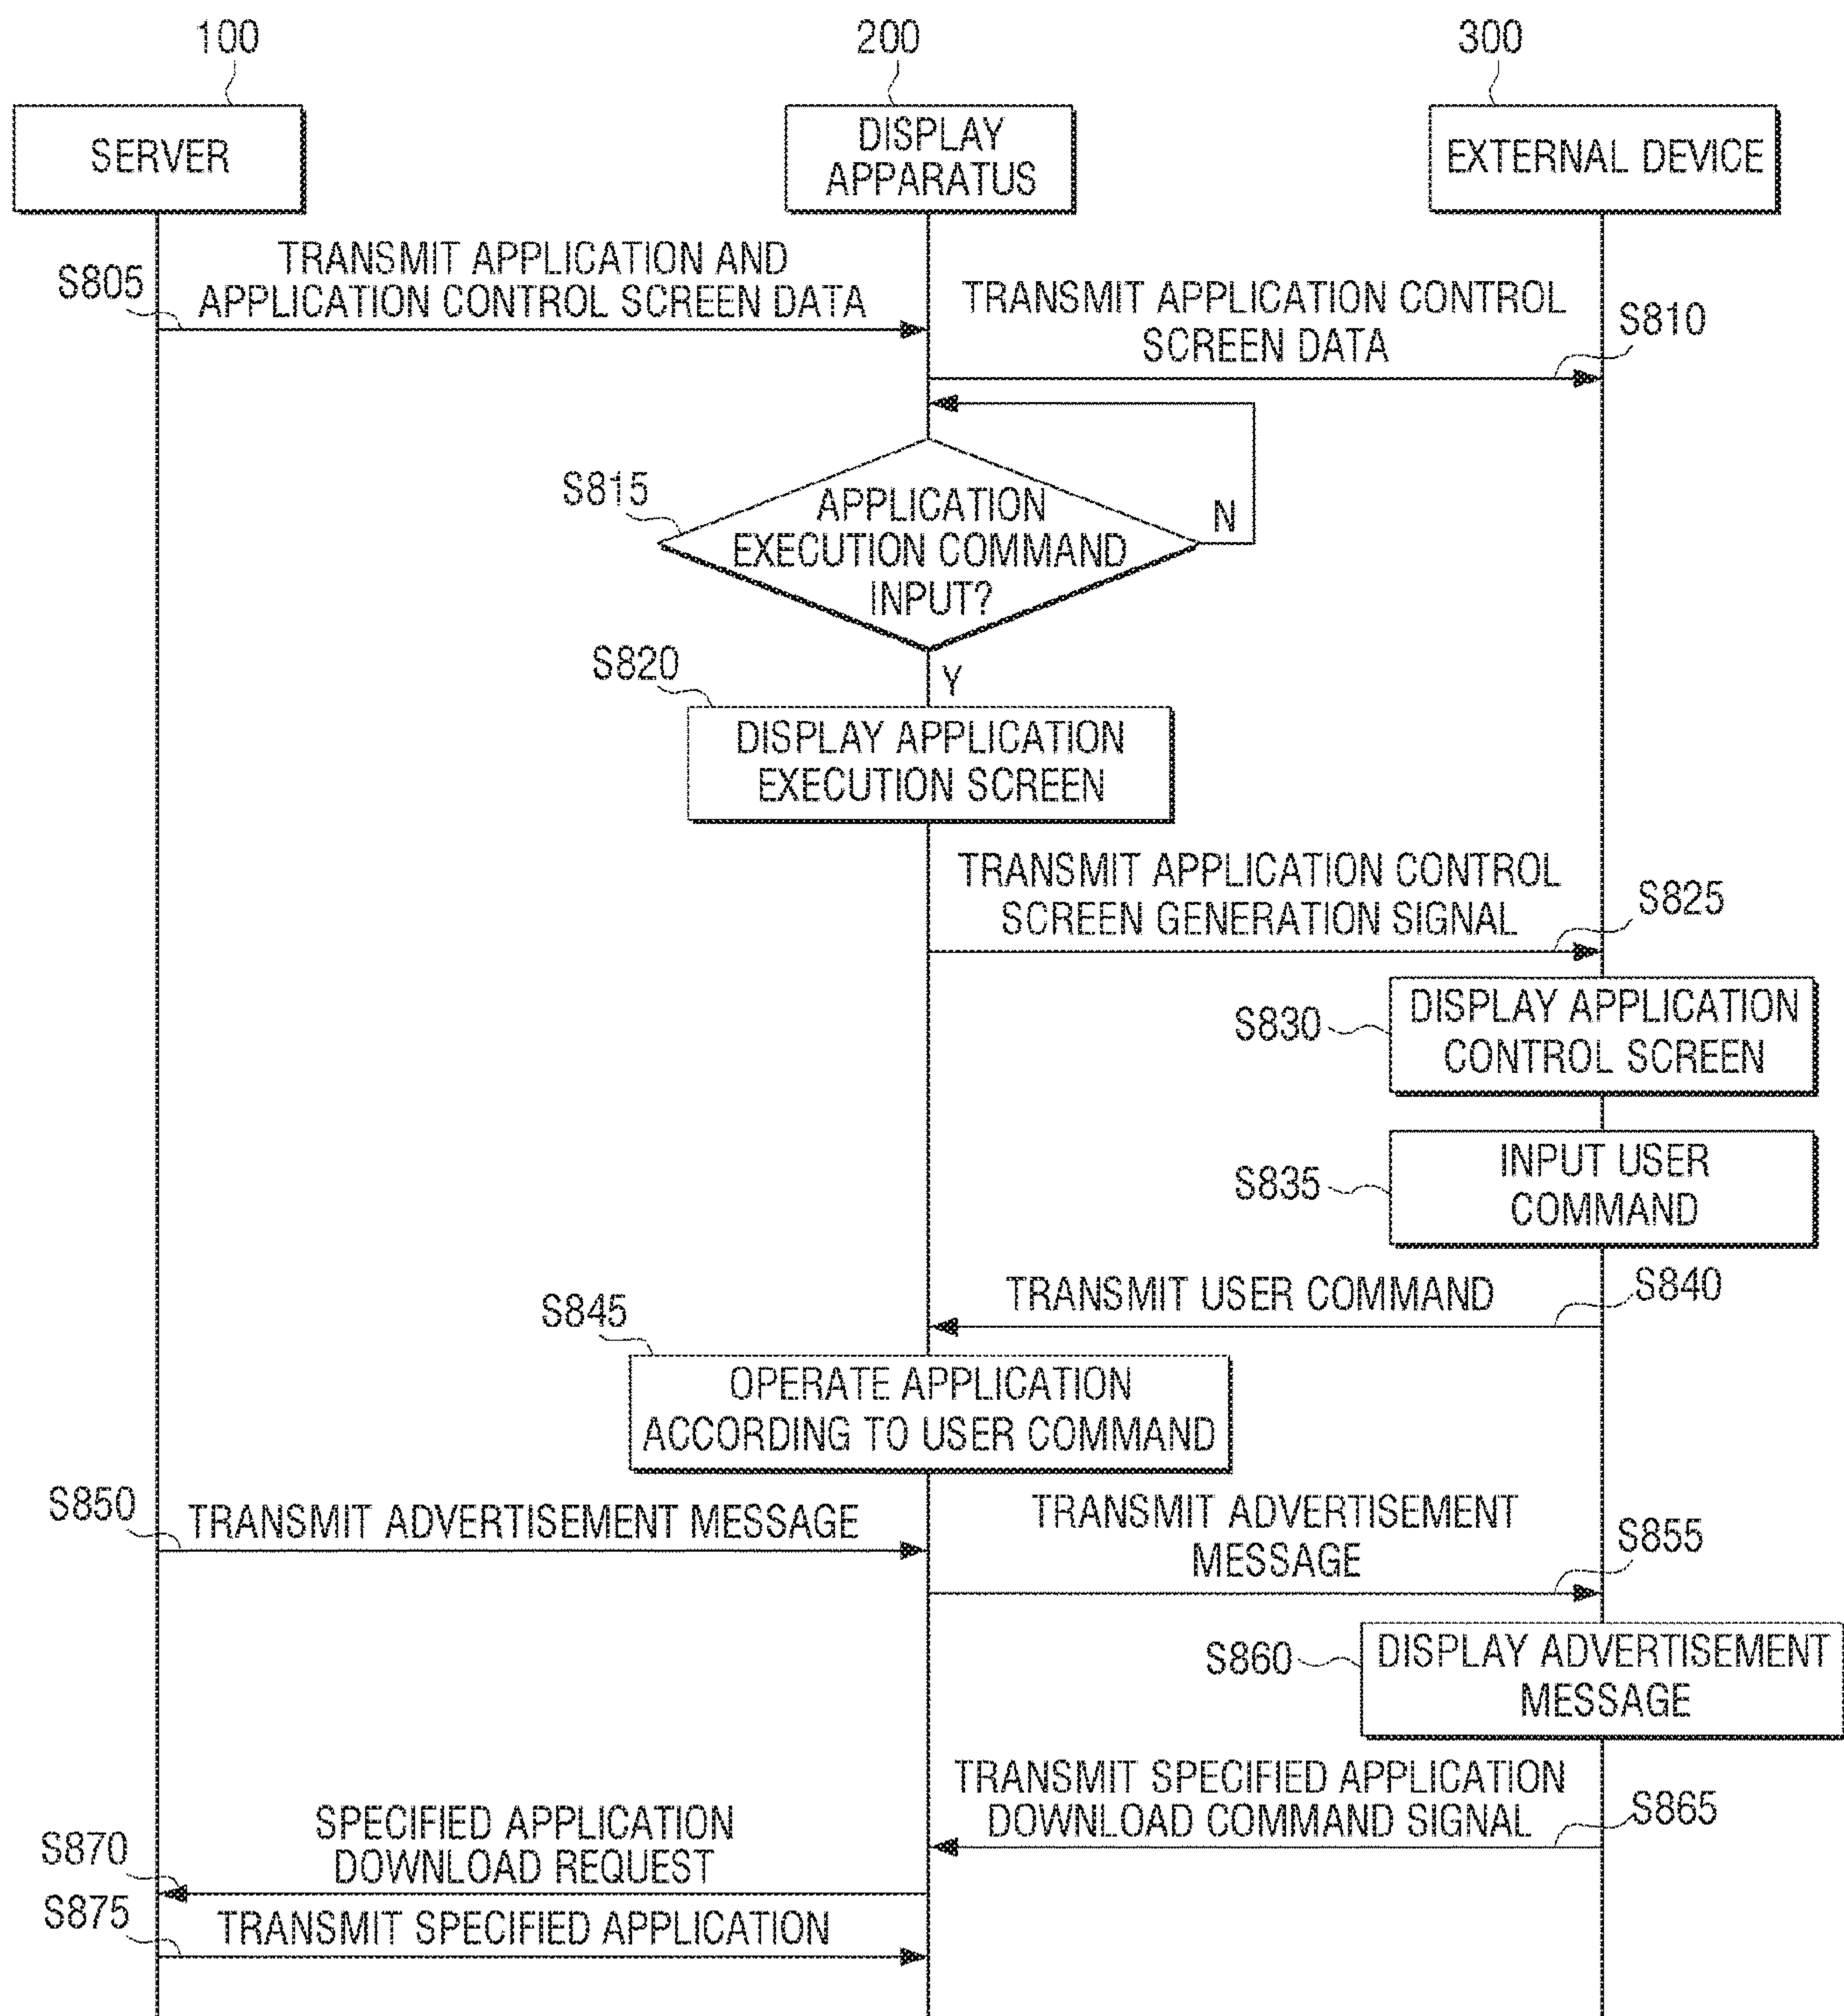 100
200
300
SERVER
DISPLAY
APPARATUS
EXTERNAL DEVICE
S805
TRANSMIT APPLICATION AND
APPLICATION CONTROL SCREEN DATA
TRANSMIT APPLICATION CONTROL
SCREEN DATA
S810
S815
APPLICATION
EXECUTION COMMAND
INPUT?
N
Y
S820
DISPLAY APPLICATION
EXECUTION SCREEN
TRANSMIT APPLICATION CONTROL
SCREEN GENERATION SIGNAL
S825
S830
DISPLAY APPLICATION
CONTROL SCREEN
S835
INPUT USER
COMMAND
TRANSMIT USER COMMAND
S840
S845
OPERATE APPLICATION
ACCORDING TO USER COMMAND
S850
TRANSMIT ADVERTISEMENT MESSAGE
TRANSMIT ADVERTISEMENT
MESSAGE
S855
S860
DISPLAY ADVERTISEMENT
MESSAGE
TRANSMIT SPECIFIED APPLICATION
DOWNLOAD COMMAND SIGNAL
S865
SPECIFIED APPLICATION
DOWNLOAD REQUEST
S870
S875
TRANSMIT SPECIFIED APPLICATION